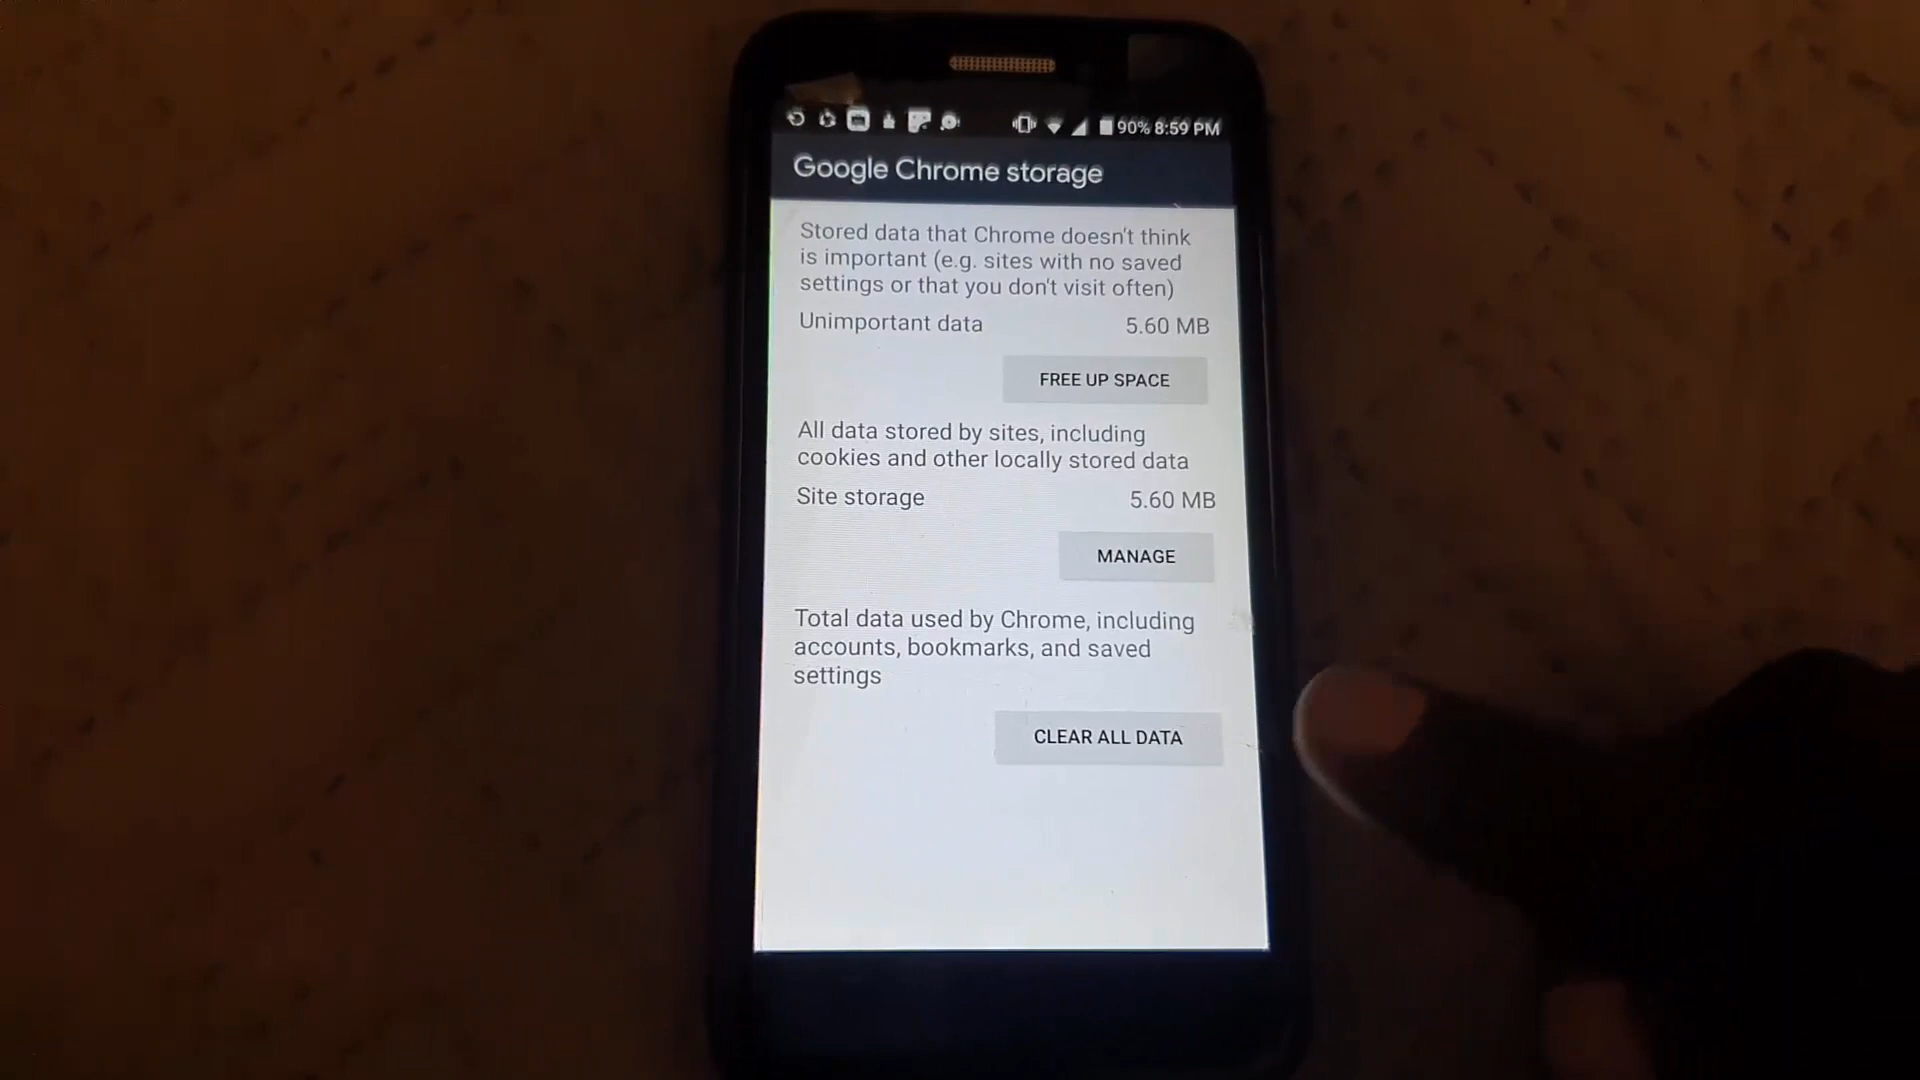 90% 8:59 PM
Google Chrome storage
Stored data that Chrome doesn't think
is important (e.g. sites with no saved
settings or that you don't visit often)
Unimportant data 5.60 MB
FREE UP SPACE
All data stored by sites, including
cookies and other locally stored data
Site storage 5.60 MB
MANAGE
Total data used by Chrome, including
accounts, bookmarks, and saved
settings
CLEAR ALL DATA